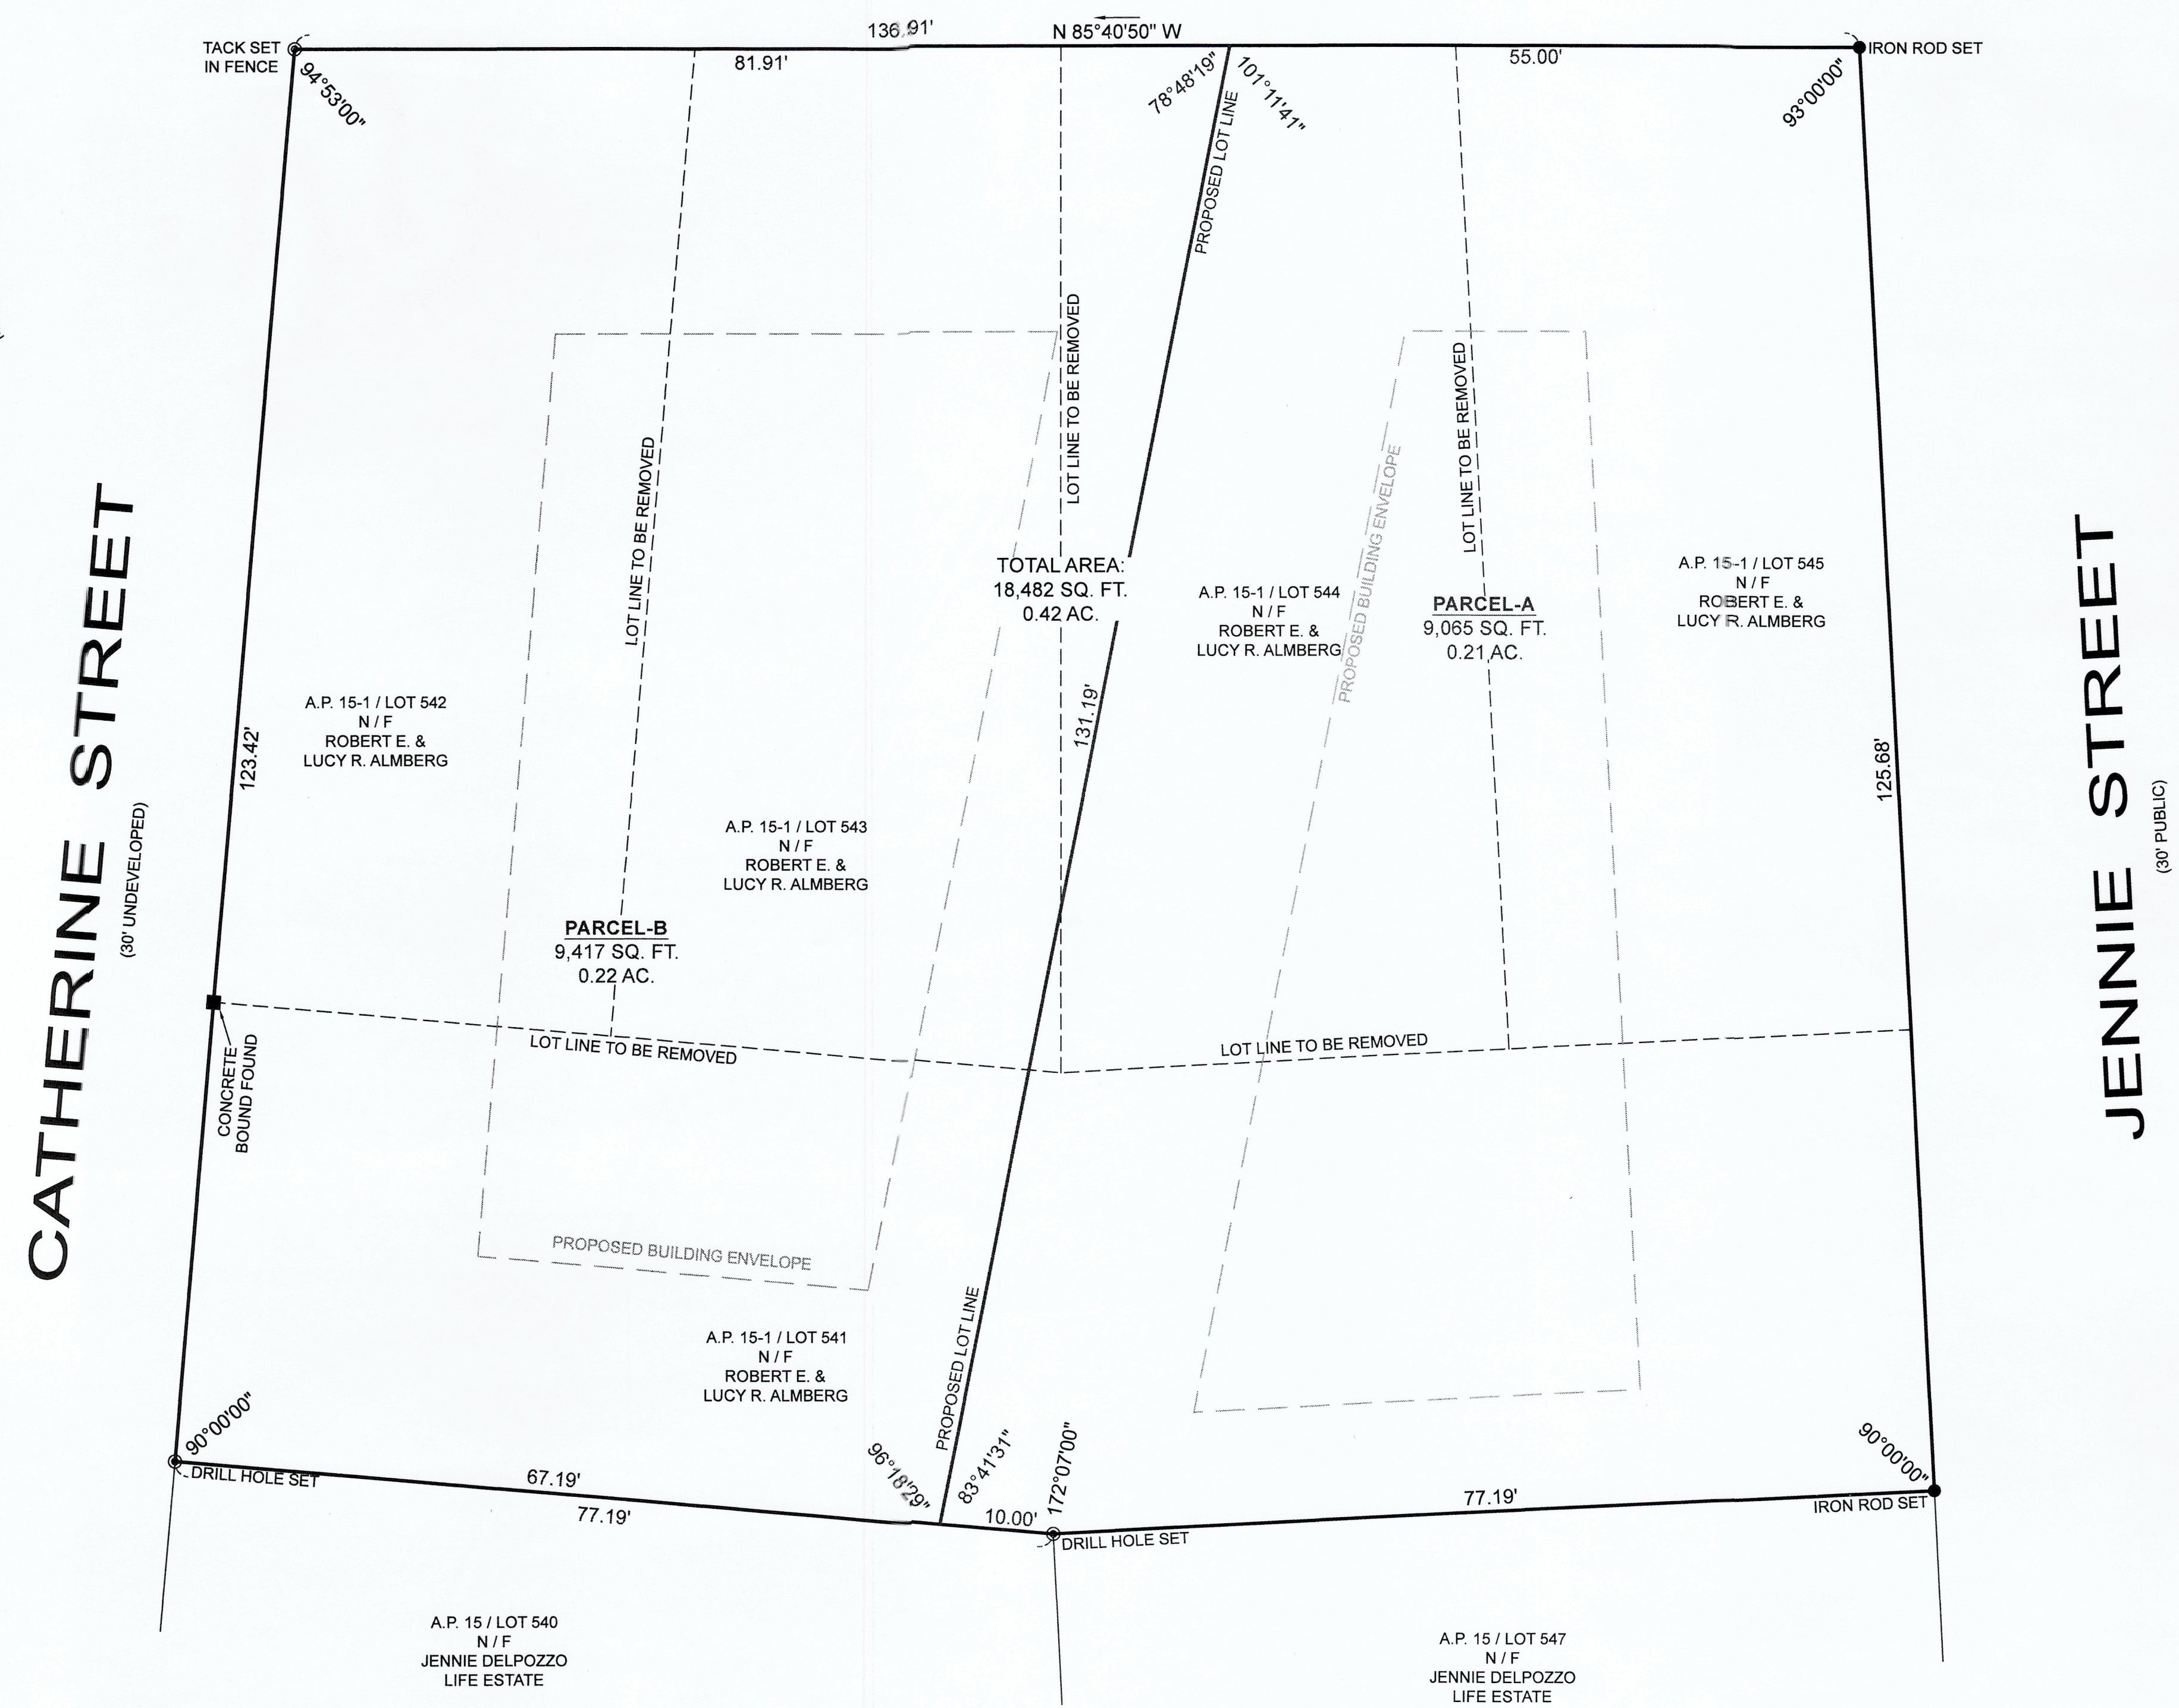 136.91'
N 85°40'50" W
TACK SET
IN FENCE
IRON ROD SET
81.91'
55.00'
94°53'00"
78°48'19"
101°11'41"
93°00'00"
PROPOSED LOT LINE
LOT LINE TO BE REMOVED
LOT LINE TO BE REMOVED
LOT LINE TO BE REMOVED
PROPOSED BUILDING ENVELOPE
TOTAL AREA:
18,482 SQ. FT.
0.42 AC.
A.P. 15-1 / LOT 544
N / F
ROBERT E. &
LUCY R. ALMBERG
PARCEL-A
9,065 SQ. FT.
0.21 AC.
A.P. 15-1 / LOT 545
N / F
ROBERT E. &
LUCY R. ALMBERG
CATHERINE STREET
(30' UNDEVELOPED)
123.42'
A.P. 15-1 / LOT 542
N / F
ROBERT E. &
LUCY R. ALMBERG
131.19'
125.68'
JENNIE STREET
(30' PUBLIC)
A.P. 15-1 / LOT 543
N / F
ROBERT E. &
LUCY R. ALMBERG
PARCEL-B
9,417 SQ. FT.
0.22 AC.
CONCRETE
BOUND FOUND
LOT LINE TO BE REMOVED
LOT LINE TO BE REMOVED
PROPOSED BUILDING ENVELOPE
A.P. 15-1 / LOT 541
N / F
ROBERT E. &
LUCY R. ALMBERG
PROPOSED LOT LINE
90°00'00"
DRILL HOLE SET
67.19'
77.19'
96°18'29"
83°41'31"
10.00'
172°07'00"
DRILL HOLE SET
77.19'
90°00'00"
IRON ROD SET
A.P. 15 / LOT 540
N / F
JENNIE DELPOZZO
LIFE ESTATE
A.P. 15 / LOT 547
N / F
JENNIE DELPOZZO
LIFE ESTATE